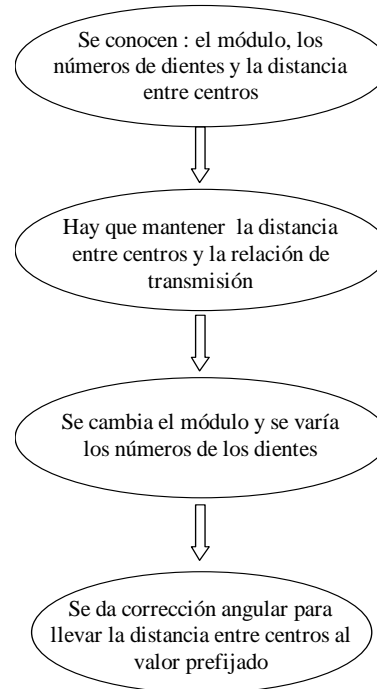 Se conocen : el módulo, los
números de dientes y la distancia
entre centros
Hay que mantener la distancia
entre centros y la relación de
transmisión
Se cambia el módulo y se varía
los números de los dientes
Se da corrección angular para
llevar la distancia entre centros al
valor prefijado